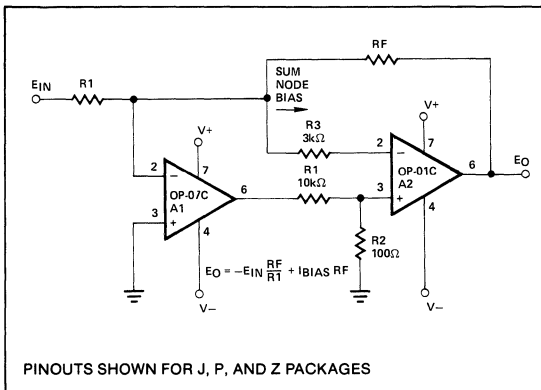 RF
EIN
R1
SUM
NODE
BIAS
V+
7
2
R3
3kΩ
2
V+
7
OP-01C
A2
6
EO
2
OP-07C
A1
7
6
R1
10kΩ
3
3
4
4
R2
100Ω
EO = −EIN RF/R1 + IBIAS RF
V−
V−
PINOUTS SHOWN FOR J, P, AND Z PACKAGES